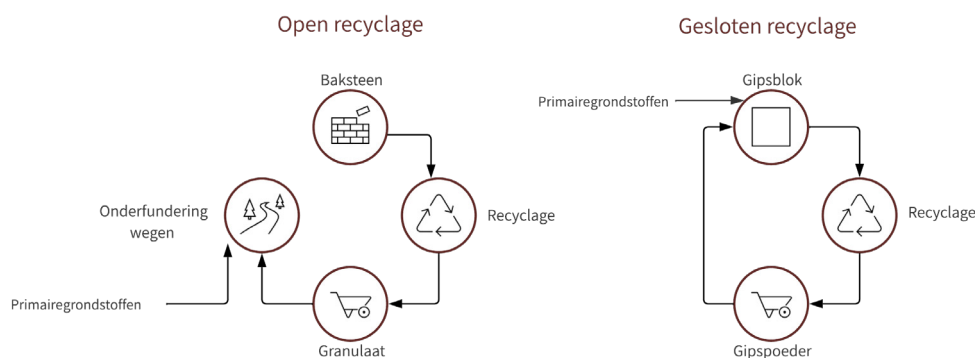 Open recyclage
Gesloten recyclage
Baksteen
Onderfundering
wegen
Recyclage
Primairegrondstoffen
Granulaat
Gipsblok
Primairegrondstoffen
Recyclage
Gipspoeder